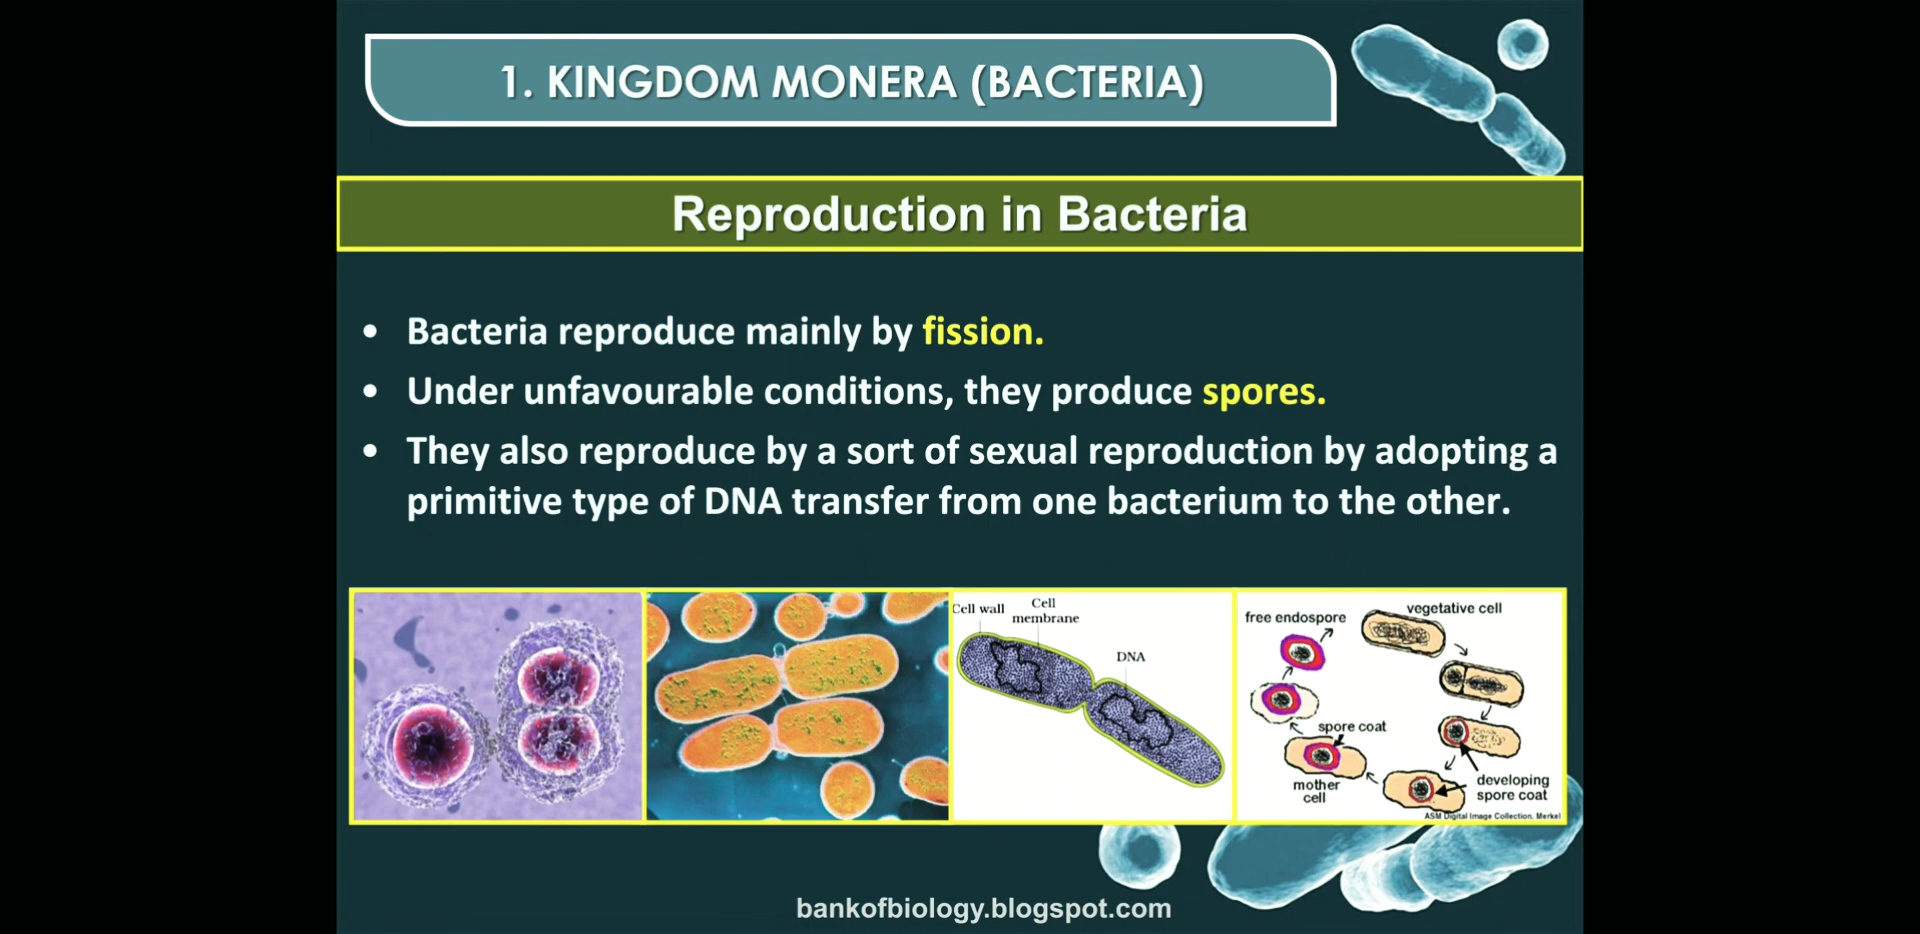 1. KINGDOM MONERA (BACTERIA)
Reproduction in Bacteria
• Bacteria reproduce mainly by fission.
• Under unfavourable conditions, they produce spores.
• They also reproduce by a sort of sexual reproduction by adopting a
primitive type of DNA transfer from one bacterium to the other.
Cell wall
Cell
membrane
DNA
free endospore
vegetative cell
spore coat
mother
cell
developing
spore coat
ASM Digital Image Collection, Merkel
bankofbiology.blogspot.com